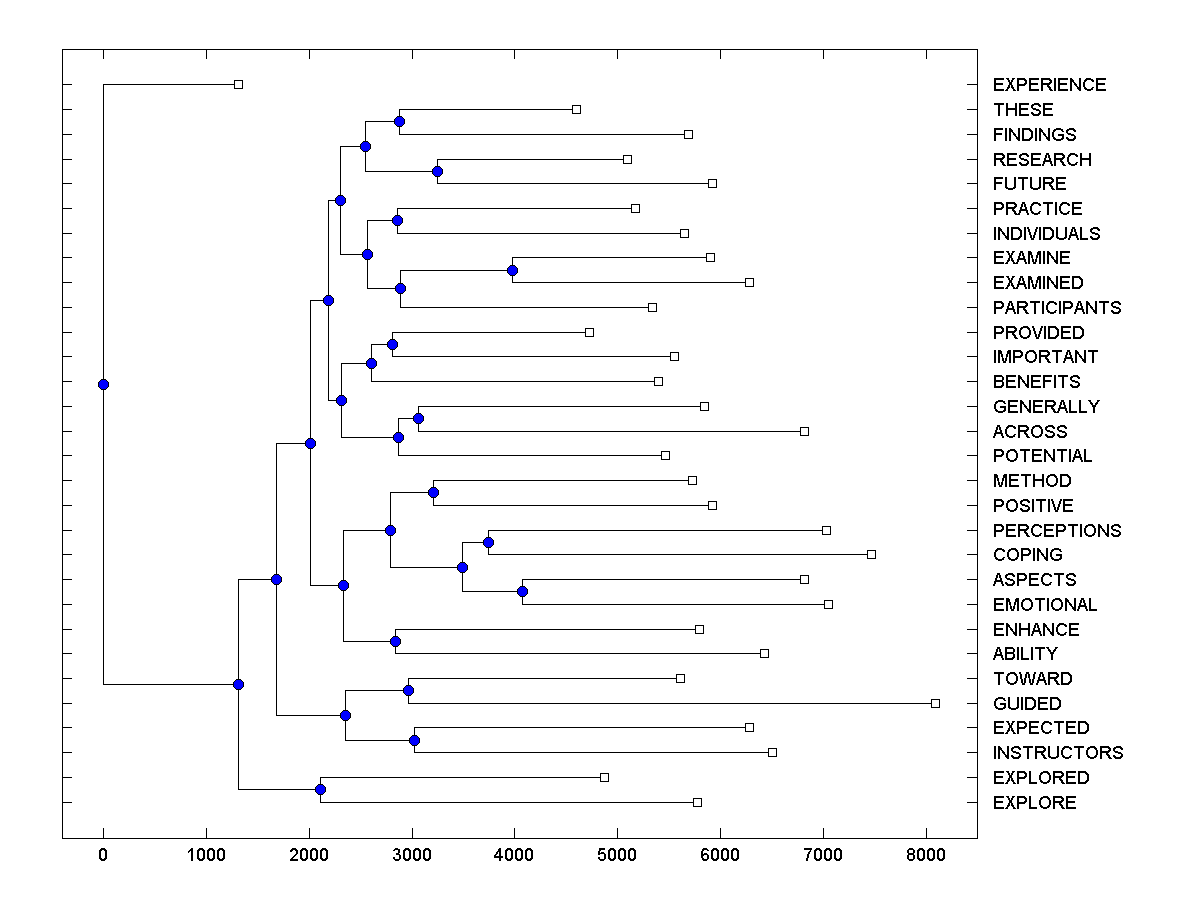 EXPERIENCE
THESE
FINDINGS
RESEARCH
FUTURE
PRACTICE
INDIVIDUALS
EXAMINE
EXAMINED
PARTICIPANTS
PROVIDED
IMPORTANT
BENEFITS
GENERALLY
ACROSS
POTENTIAL
METHOD
POSITIVE
PERCEPTIONS
COPING
ASPECTS
EMOTIONAL
ENHANCE
ABILITY
TOWARD
GUIDED
EXPECTED
INSTRUCTORS
EXPLORED
EXPLORE
0 1000 2000 3000 4000 5000 6000 7000 8000